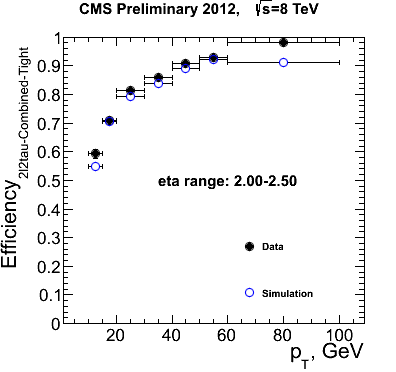 CMS Preliminary 2012, √s=8 TeV
Efficiency2l2tau-Combined-Tight
1
0.9
0.8
0.7
0.6
0.5
0.4
0.3
0.2
0.1
0
eta range: 2.00-2.50
Data
Simulation
20 40 60 80 100
pT, GeV